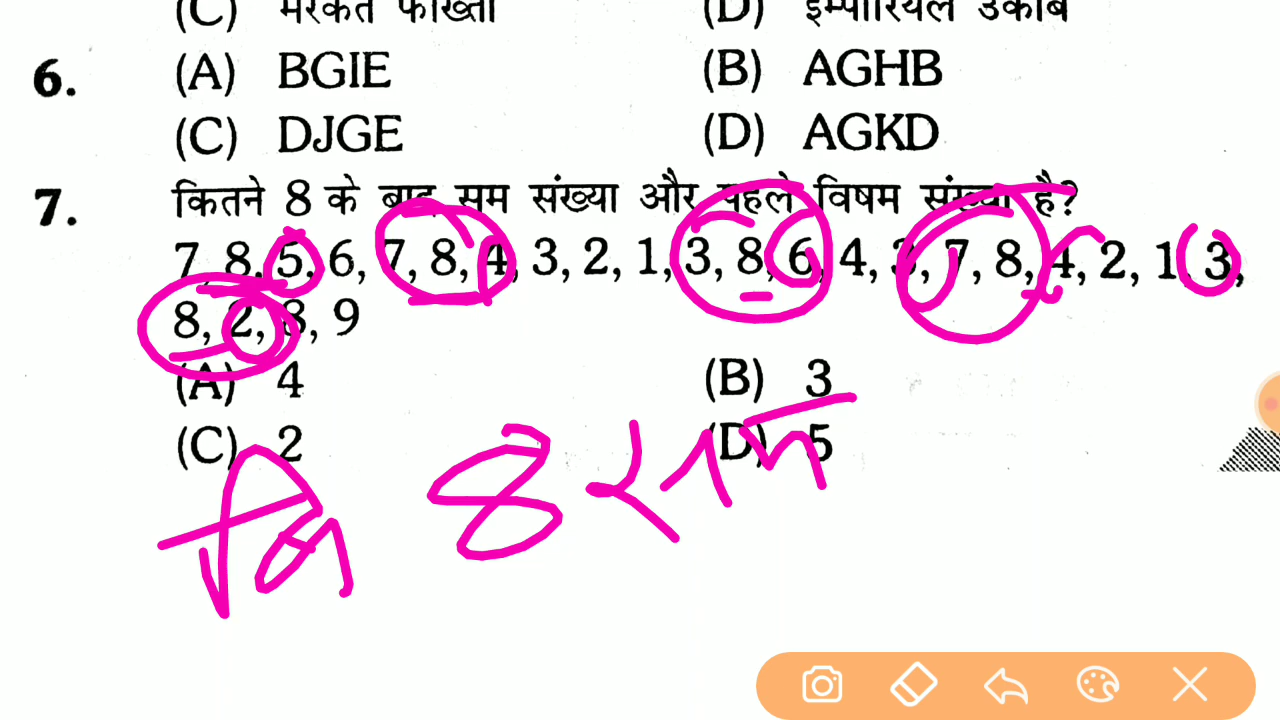 (C) मरकत फाख्ता (D) इम्पीरियल उकाब
6. (A) BGIE (B) AGHB
(C) DJGE (D) AGKD
7. कितने 8 के बाद सम संख्या और पहले विषम संख्या है?
7, 8, 5, 6, 7, 8, 4, 3, 2, 1, 3, 8, 6, 4, 3, 7, 8, 4, 2, 1, 3,
8, 2, 8, 9
(A) 4 (B) 3
(C) 2 (D) 5
वि 8 सम